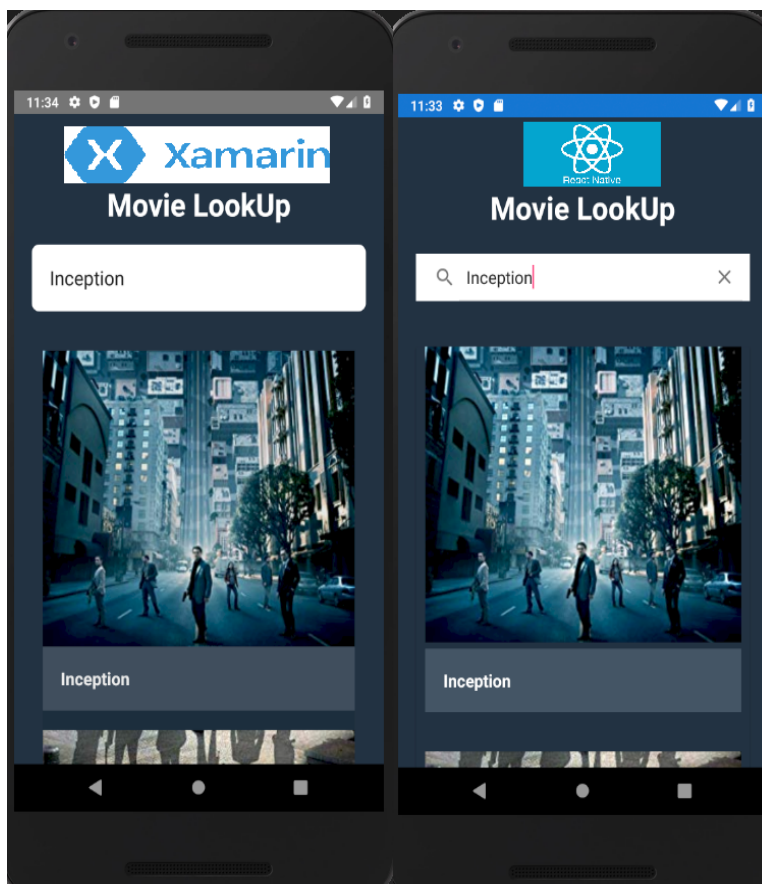 11:34
Xamarin
Movie LookUp
Inception
Inception
11:33
React Native
Movie LookUp
Inception
Inception